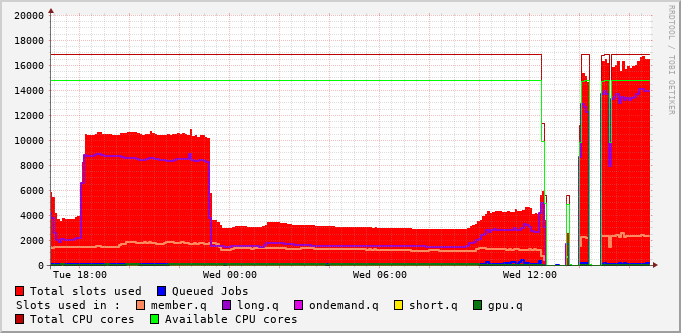 20000
18000
16000
14000
12000
10000
8000
6000
4000
2000
0
Tue 18:00 Wed 00:00 Wed 06:00 Wed 12:00
Total slots used Queued Jobs
Slots used in : member.q long.q ondemand.q short.q gpu.q
Total CPU cores Available CPU cores
RRDTOOL / TOBI OETIKER